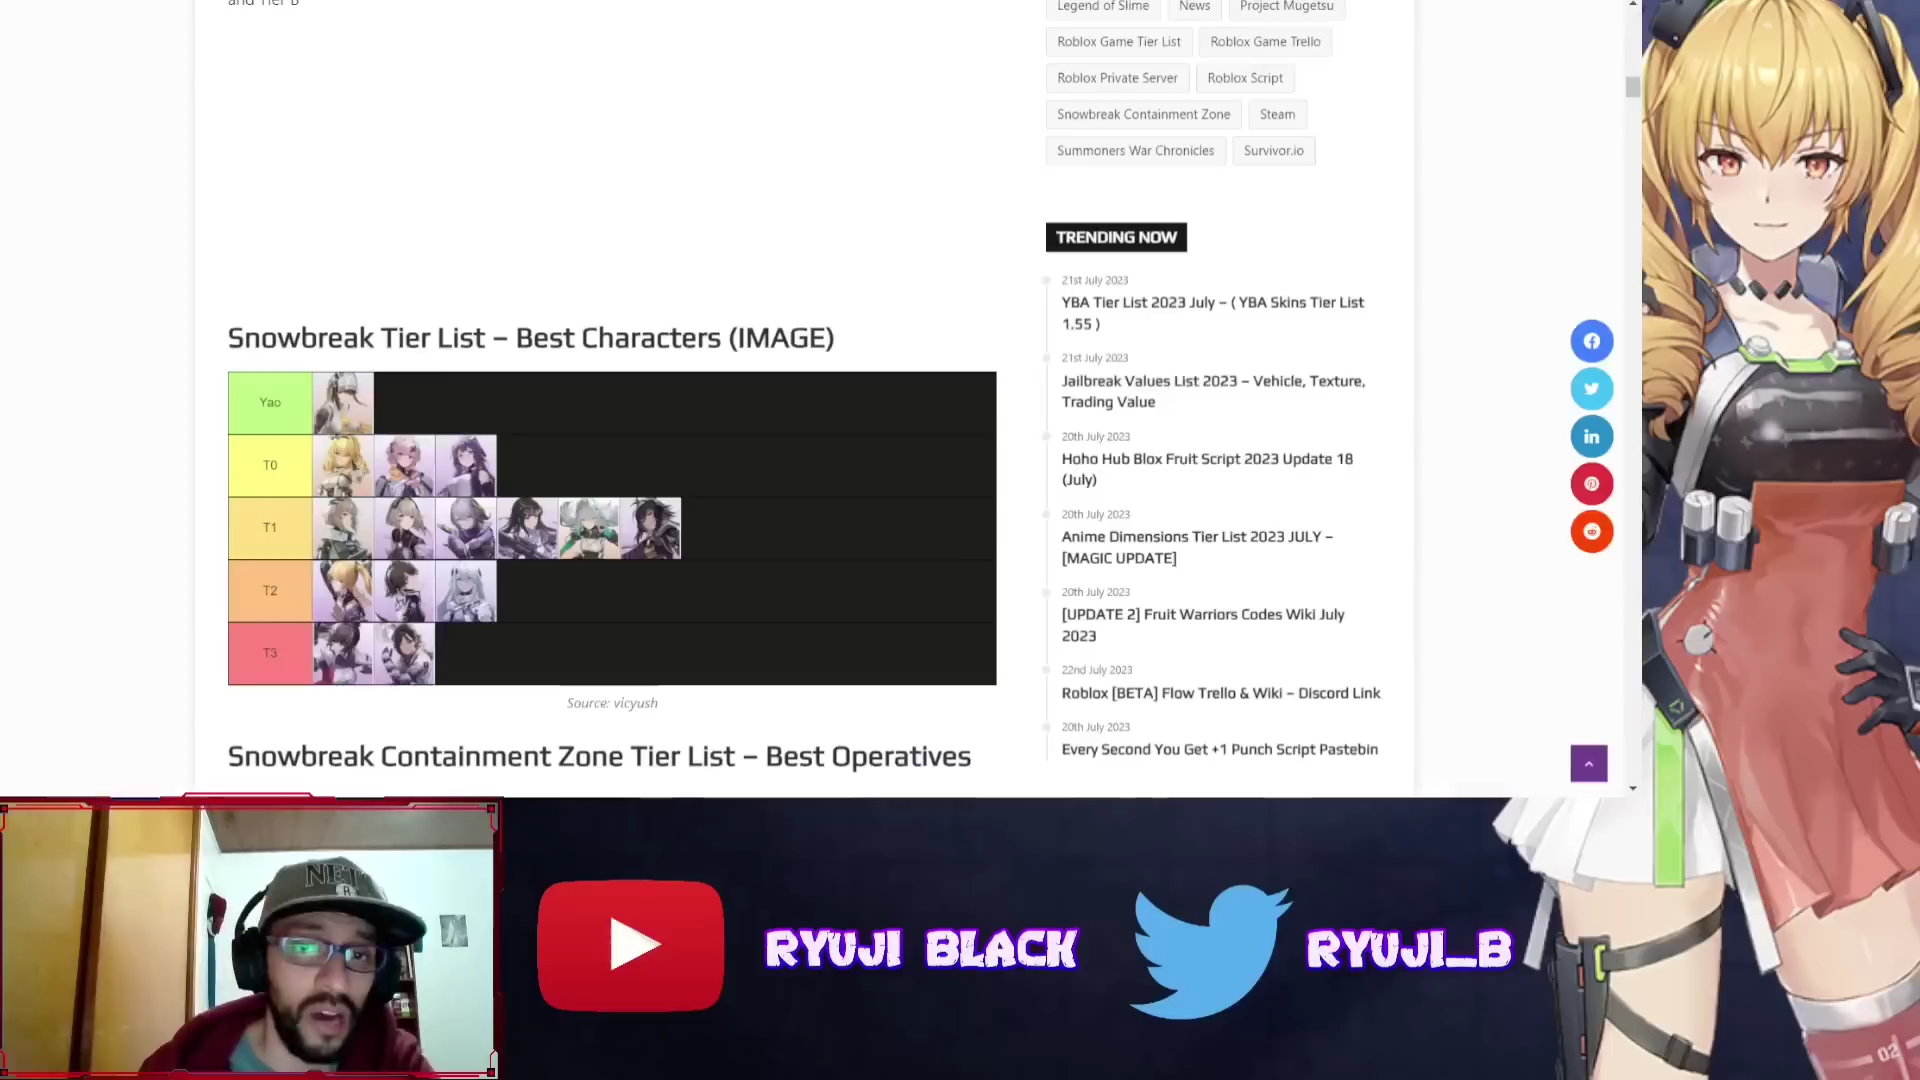 and Tier B
Legend of Slime
News
Project Mugetsu
Roblox Game Tier List
Roblox Game Trello
Roblox Private Server
Roblox Script
Snowbreak Containment Zone
Steam
Summoners War Chronicles
Survivor.io
TRENDING NOW
21st July 2023
YBA Tier List 2023 July – ( YBA Skins Tier List
1.55 )
21st July 2023
Jailbreak Values List 2023 – Vehicle, Texture,
Trading Value
20th July 2023
Hoho Hub Blox Fruit Script 2023 Update 18
(July)
20th July 2023
Anime Dimensions Tier List 2023 JULY –
[MAGIC UPDATE]
20th July 2023
[UPDATE 2] Fruit Warriors Codes Wiki July
2023
22nd July 2023
Roblox [BETA] Flow Trello & Wiki – Discord Link
20th July 2023
Every Second You Get +1 Punch Script Pastebin
Snowbreak Tier List – Best Characters (IMAGE)
Yao
T0
T1
T2
T3
Source: vicyush
Snowbreak Containment Zone Tier List – Best Operatives
RYUJI BLACK
RYUJI_B
02